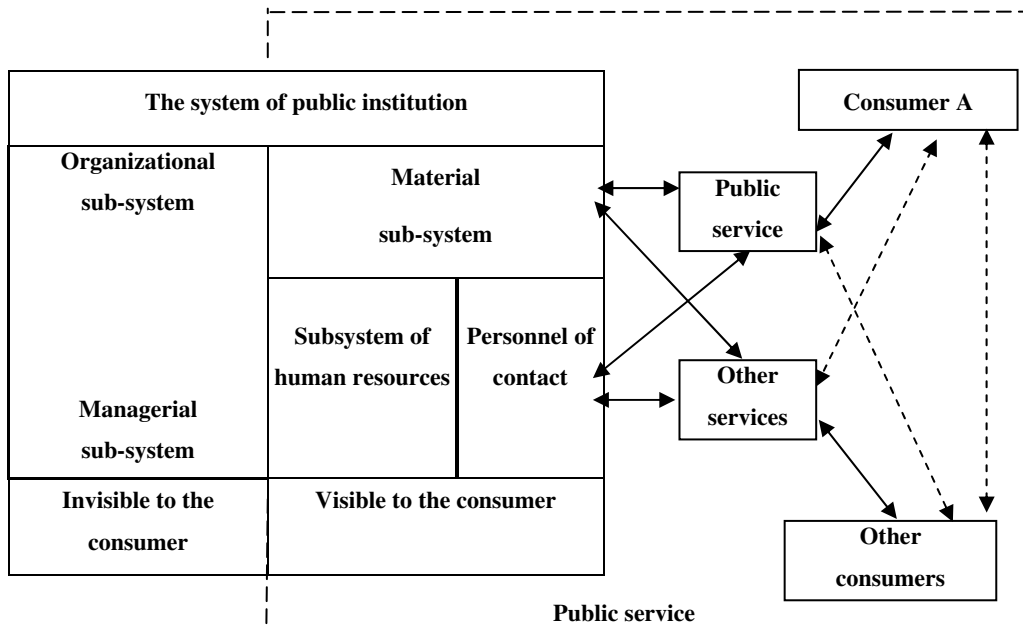 The system of public institution
Organizational
sub-system
Managerial
sub-system
Material
sub-system
Subsystem of
human resources
Personnel of
contact
Invisible to the
consumer
Visible to the consumer
Public
service
Other
services
Consumer A
Other
consumers
Public service